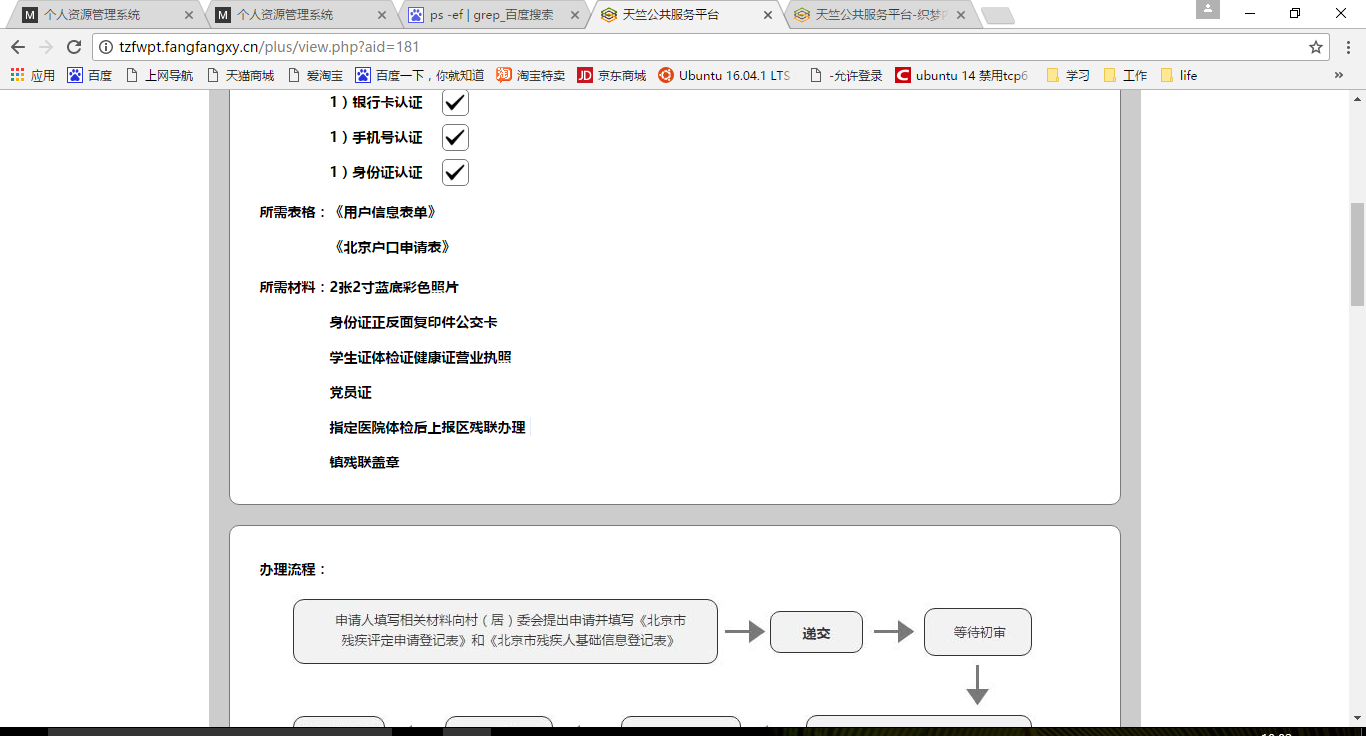 个人资源管理系统
个人资源管理系统
ps -ef | grep_百度搜索
天竺公共服务平台
天竺公共服务平台-织梦
tzfwpt.fangfangxy.cn/plus/view.php?aid=181
应用
百度
上网导航
天猫商城
爱淘宝
百度一下，你就知道
淘宝特卖
京东商城
Ubuntu 16.04.1 LTS
-允许登录
ubuntu 14 禁用tcp6
学习
工作
life
1）银行卡认证
1）手机号认证
1）身份证认证
所需表格：《用户信息表单》
《北京户口申请表》
所需材料：2张2寸蓝底彩色照片
身份证正反面复印件公交卡
学生证体检证健康证营业执照
党员证
指定医院体检后上报区残联办理
镇残联盖章
办理流程：
申请人填写相关材料向村（居）委会提出申请并填写《北京市
残疾评定申请登记表》和《北京市残疾人基础信息登记表》
递交
等待初审